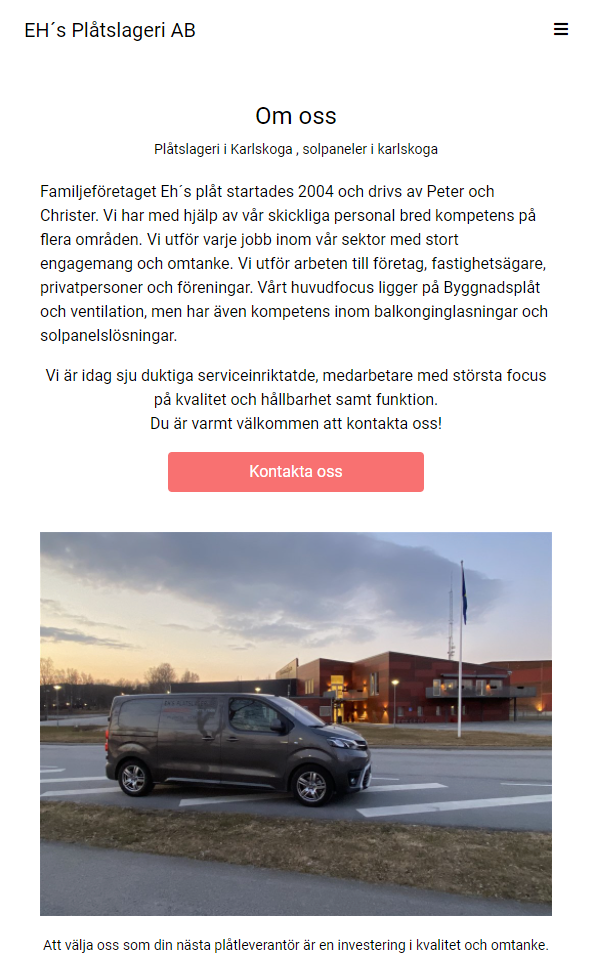 EH´s Plåtslageri AB
Om oss
Plåtslageri i Karlskoga , solpaneler i karlskoga
Familjeföretaget Eh´s plåt startades 2004 och drivs av Peter och
Christer. Vi har med hjälp av vår skickliga personal bred kompetens på
flera områden. Vi utför varje jobb inom vår sektor med stort
engagemang och omtanke. Vi utför arbeten till företag, fastighetsägare,
privatpersoner och föreningar. Vårt huvudfocus ligger på Byggnadsplåt
och ventilation, men har även kompetens inom balkonginglasningar och
solpanelslösningar.
Vi är idag sju duktiga serviceinriktatde, medarbetare med största focus
på kvalitet och hållbarhet samt funktion.
Du är varmt välkommen att kontakta oss!
Kontakta oss
Att välja oss som din nästa plåtleverantör är en investering i kvalitet och omtanke.